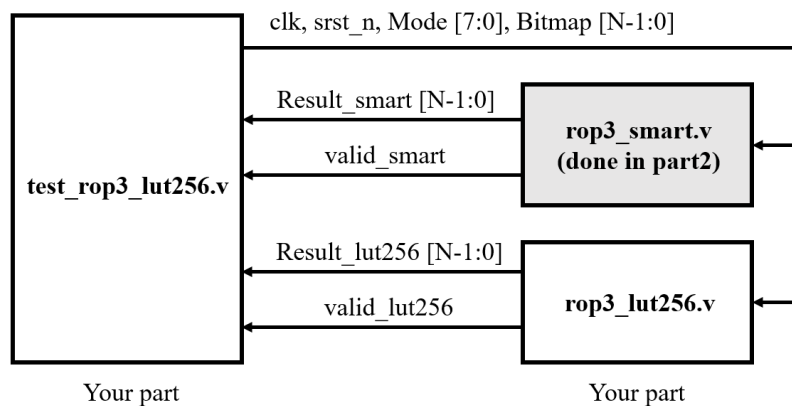 clk, srst_n, Mode [7:0], Bitmap [N-1:0]
Result_smart [N-1:0]
rop3_smart.v
(done in part2)
valid_smart
test_rop3_lut256.v
Result_lut256 [N-1:0]
rop3_lut256.v
valid_lut256
Your part
Your part